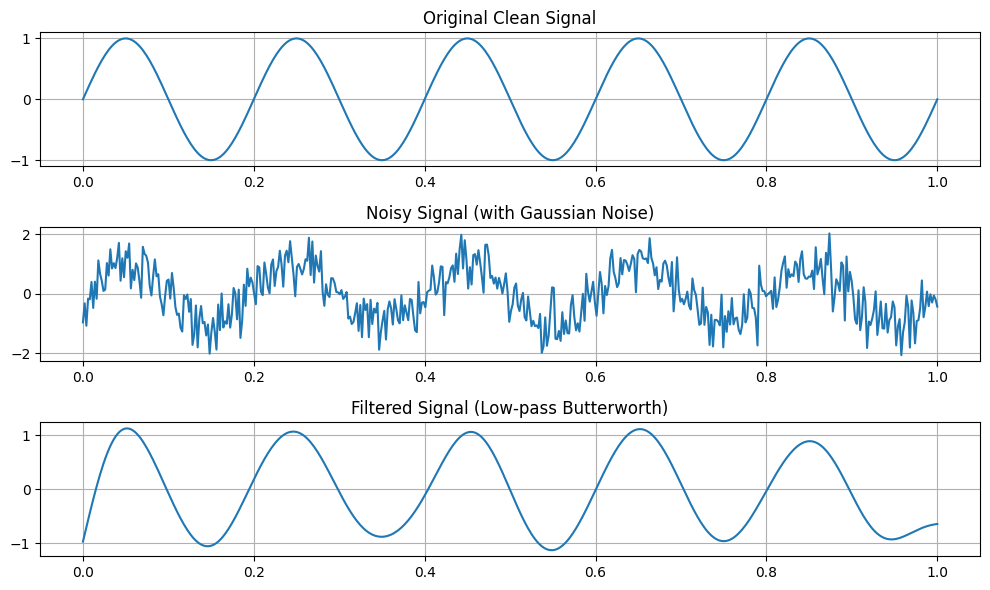 Original Clean Signal
1
0
−1
0.0 0.2 0.4 0.6 0.8 1.0
Noisy Signal (with Gaussian Noise)
2
0
−2
0.0 0.2 0.4 0.6 0.8 1.0
Filtered Signal (Low-pass Butterworth)
1
0
−1
0.0 0.2 0.4 0.6 0.8 1.0